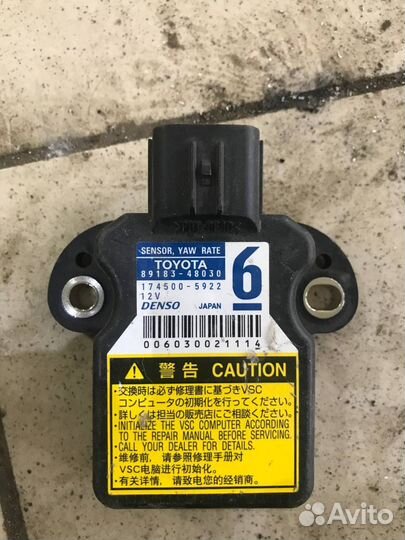 SENSOR, YAW RATE
TOYOTA
89183-48030
174500-5922
12V
DENSO JAPAN
6
006030021114
警告 CAUTION
・交換時は必ず修理書に基づきVSC
コンピュータの初期化を行ってください。
・詳しくは担当の販売店にご相談ください。
・INITIALIZE THE VSC COMPUTER ACCORDING
TO THE REPAIR MANUAL BEFORE SERVICING.
・CALL YOUR DEALER FOR DETAILS.
・维修前，请参照修理手册对
VSC电脑进行初始化。
・有关详情，请致电您的经销商。
Avito